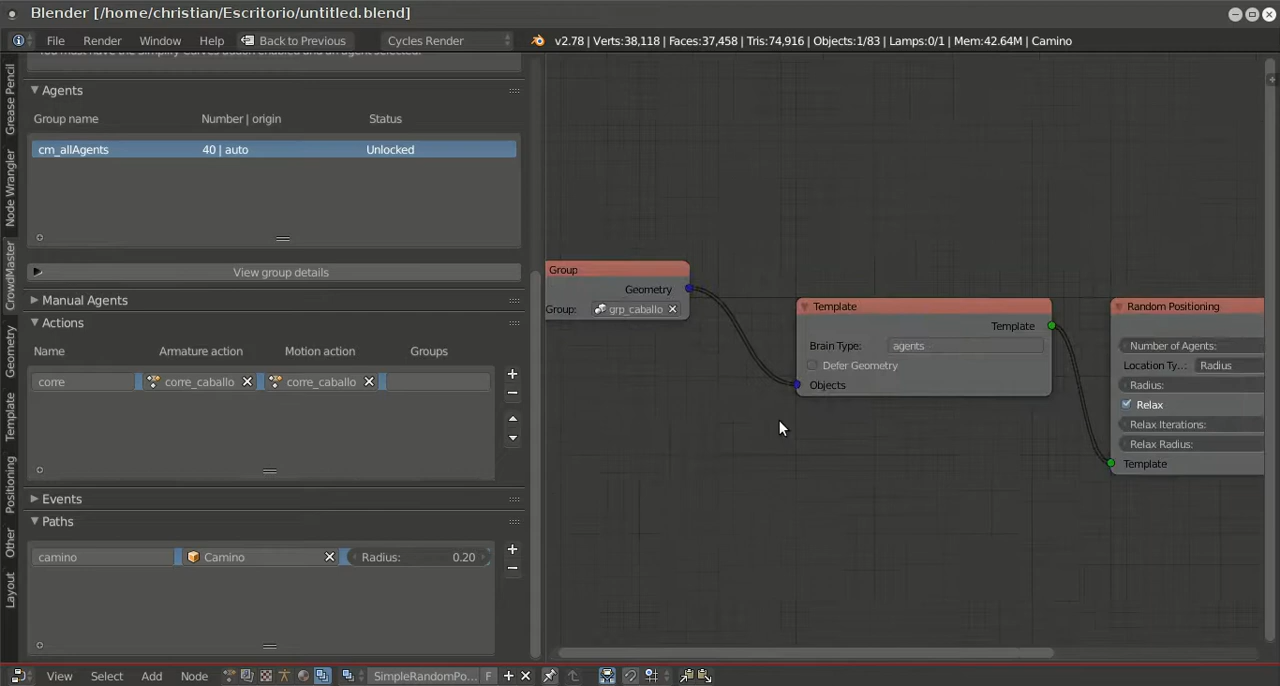 Blender [/home/christian/Escritorio/untitled.blend]
File Render Window Help Back to Previous Cycles Render v2.78 | Verts:38,118 | Faces:37,458 | Tris:74,916 | Objects:1/83 | Lamps:0/1 | Mem:42.64M | Camino
Grease Pencil
Node Wrangler
CrowdMaster
Geometry
Template
Positioning
Other
Layout
Agents
Group name Number | origin Status
cm_allAgents 40 | auto Unlocked
View group details
Manual Agents
Actions
Name Armature action Motion action Groups
corre corre_caballo corre_caballo
Events
Paths
camino Camino Radius: 0.20
Group
Geometry
Group: grp_caballo
Template
Template
Brain Type: agents
Defer Geometry
Objects
Random Positioning
Number of Agents:
Location Ty... Radius
Radius:
Relax
Relax Iterations:
Relax Radius:
Template
View Select Add Node SimpleRandomPo... F